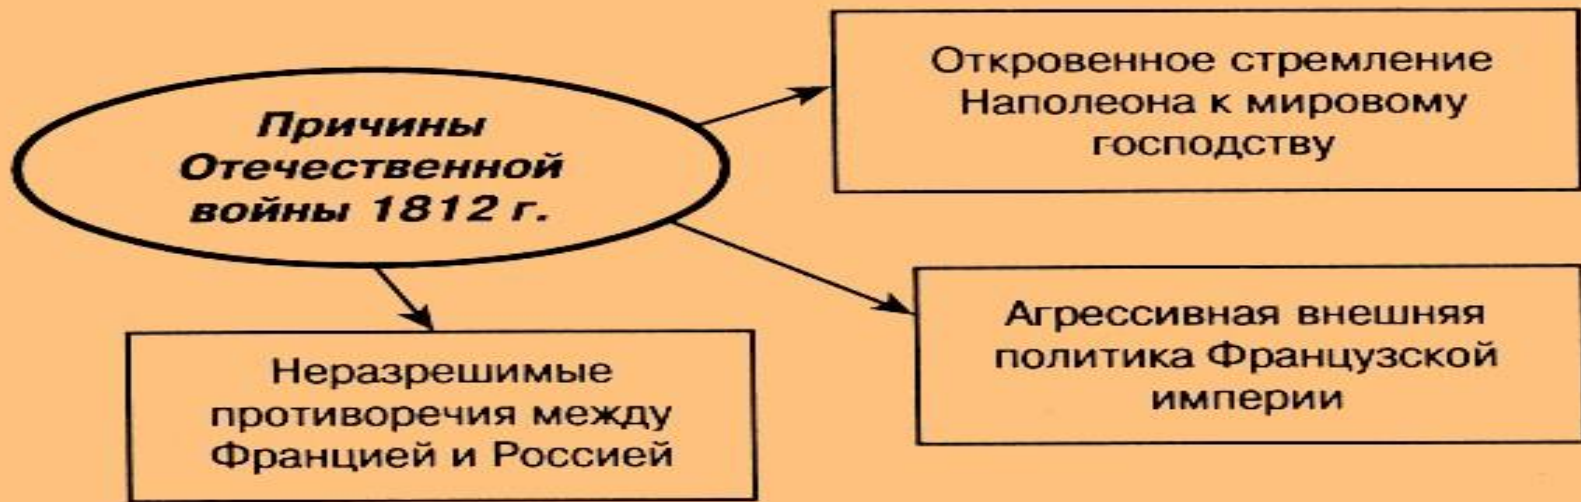 Причины
Отечественной
войны 1812 г.
Откровенное стремление
Наполеона к мировому
господству
Агрессивная внешняя
политика Французской
империи
Неразрешимые
противоречия между
Францией и Россией